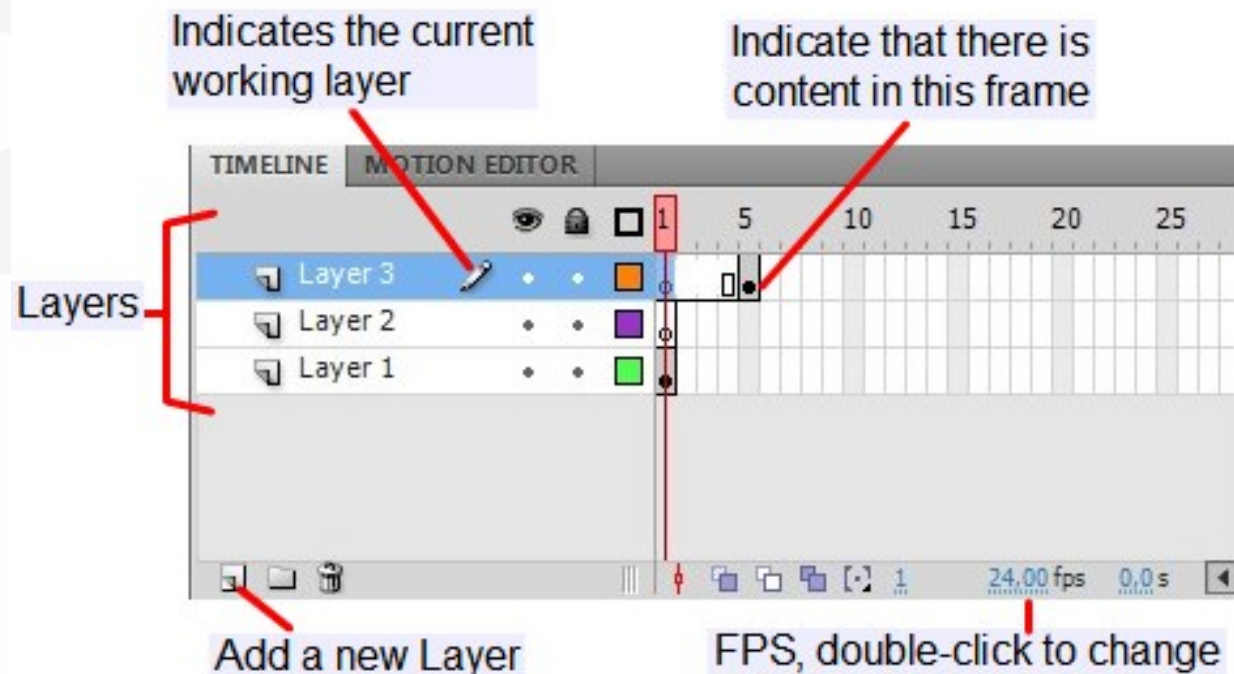 Indicates the current
working layer
Indicate that there is
content in this frame
TIMELINE MOTION EDITOR
1 5 10 15 20 25
Layers
Layer 3
Layer 2
Layer 1
1 24,00 fps 0,0 s
Add a new Layer
FPS, double-click to change